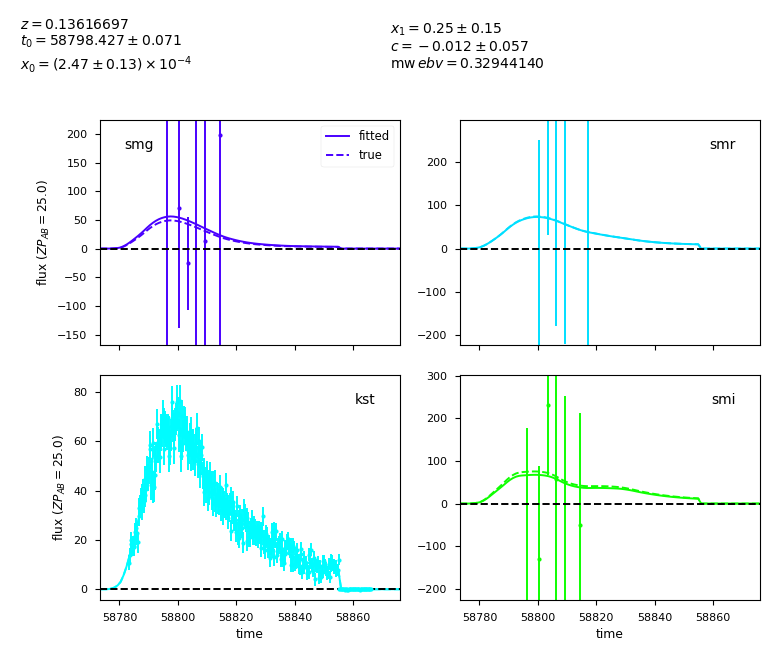 z = 0.13616697
t₀ = 58798.427 ± 0.071
x₀ = (2.47 ± 0.13) × 10⁻⁴
x₁ = 0.25 ± 0.15
c = −0.012 ± 0.057
mw ebv = 0.32944140
smg
fitted
true
flux (ZP_AB = 25.0)
200
150
100
50
0
−50
−100
−150
smr
200
100
0
−100
−200
kst
flux (ZP_AB = 25.0)
80
60
40
20
0
58780 58800 58820 58840 58860
time
smi
300
200
100
0
−100
−200
58780 58800 58820 58840 58860
time